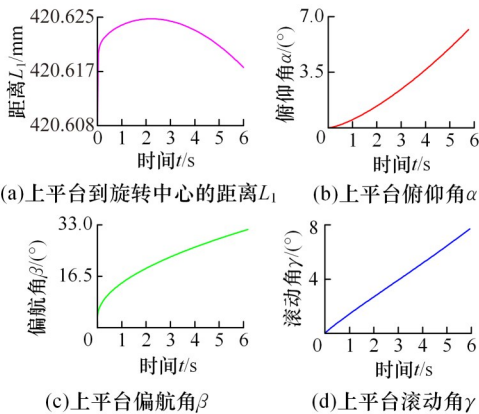 420.625
420.617
420.608
距离L₁/mm
0 1 2 3 4 5 6
时间t/s
(a)上平台到旋转中心的距离L₁
7.0
3.5
0
俯仰角α/(°)
1 2 3 4 5 6
时间t/s
(b)上平台俯仰角α
33.0
16.5
0
偏航角β/(°)
1 2 3 4 5 6
时间t/s
(c)上平台偏航角β
8
4
0
滚动角γ/(°)
1 2 3 4 5 6
时间t/s
(d)上平台滚动角γ